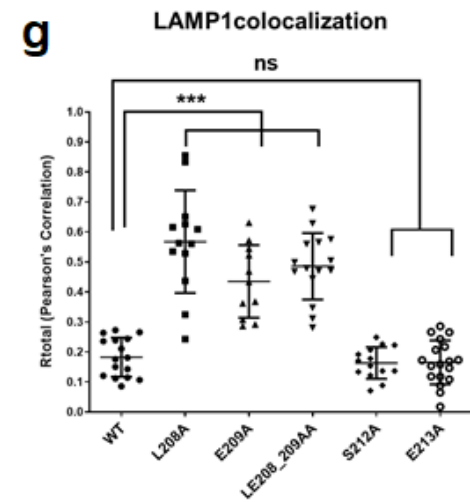 g
LAMP1colocalization
ns
***
Rtotal (Pearson's Correlation)
1.0
0.9
0.8
0.7
0.6
0.5
0.4
0.3
0.2
0.1
0.0
WT
L208A
E209A
LE208_209AA
S212A
E213A